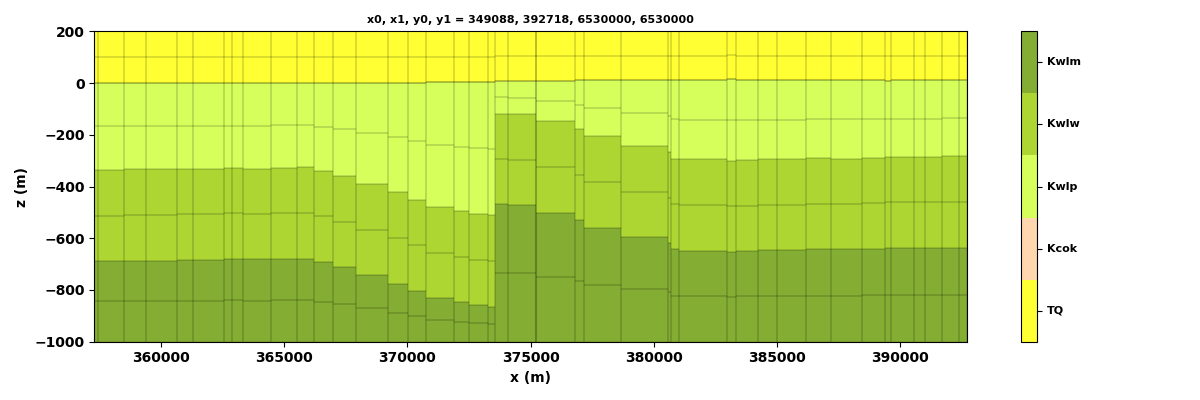 x0, x1, y0, y1 = 349088, 392718, 6530000, 6530000
200
0
−200
−400
−600
−800
−1000
z (m)
360000 365000 370000 375000 380000 385000 390000
x (m)
Kwlm
Kwlw
Kwlp
Kcok
TQ